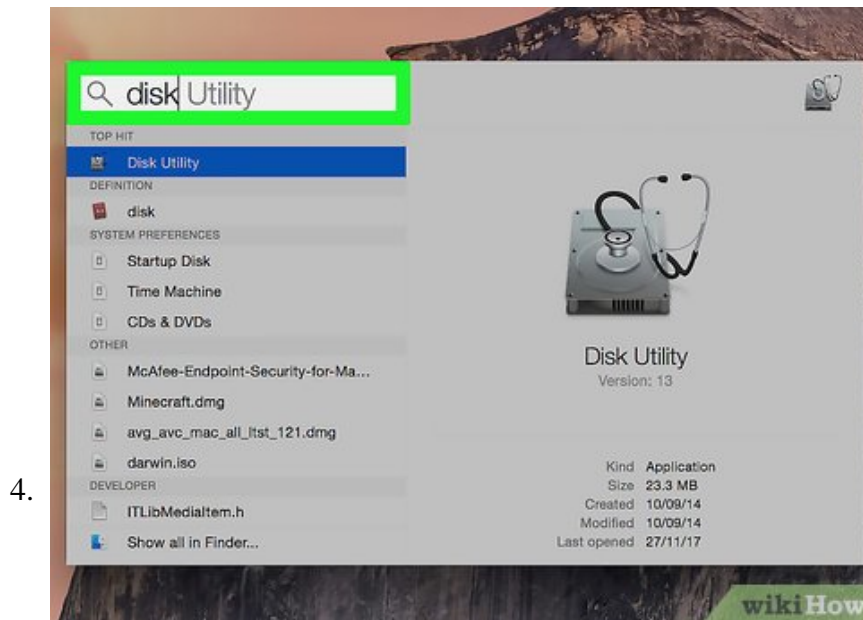 disk Utility
TOP HIT
Disk Utility
DEFINITION
disk
SYSTEM PREFERENCES
Startup Disk
Time Machine
CDs & DVDs
OTHER
McAfee-Endpoint-Security-for-Ma...
Minecraft.dmg
avg_avc_mac_all_ltst_121.dmg
darwin.iso
DEVELOPER
ITLibMediaItem.h
Show all in Finder...
Disk Utility
Version: 13
Kind Application
Size 23.3 MB
Created 10/09/14
Modified 10/09/14
Last opened 27/11/17
4.
wikiHow